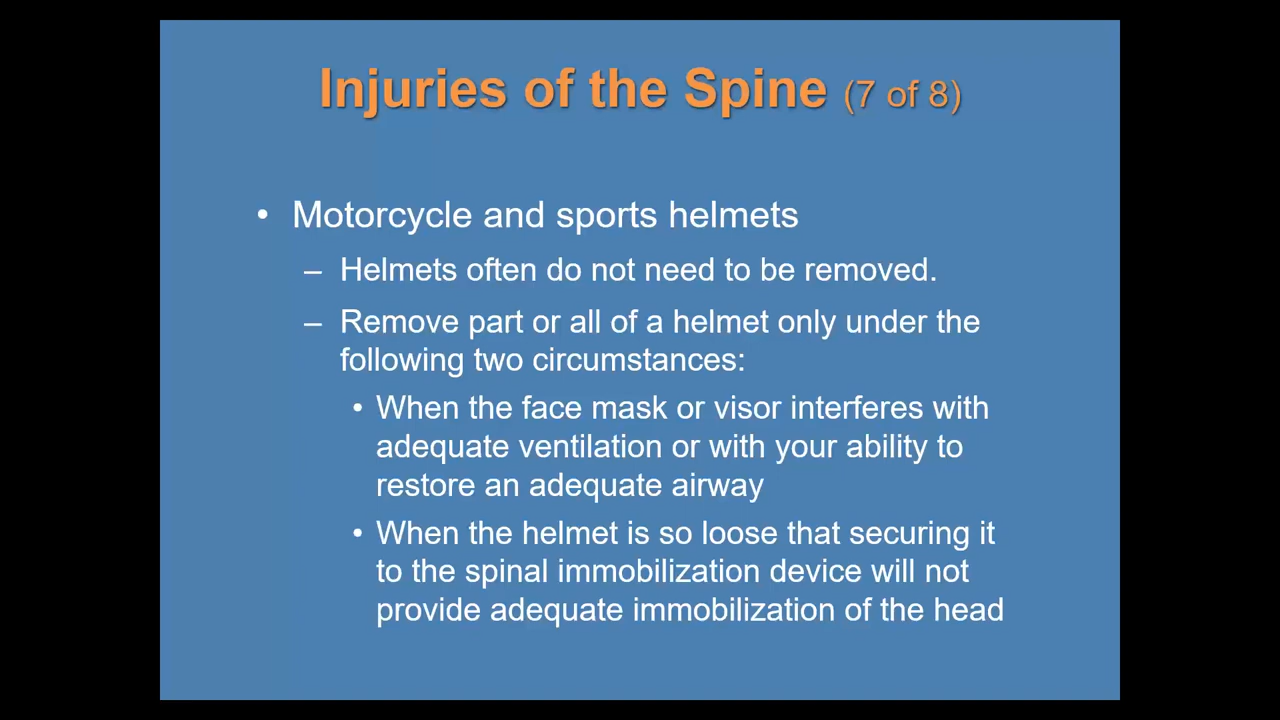 Injuries of the Spine (7 of 8)
• Motorcycle and sports helmets
– Helmets often do not need to be removed.
– Remove part or all of a helmet only under the
following two circumstances:
• When the face mask or visor interferes with
adequate ventilation or with your ability to
restore an adequate airway
• When the helmet is so loose that securing it
to the spinal immobilization device will not
provide adequate immobilization of the head